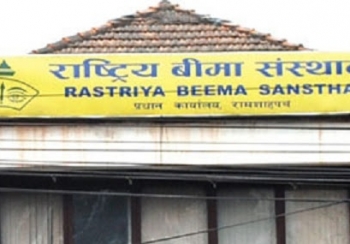 राष्ट्रिय बीमा संस्थान
RASTRIYA BEEMA SANSTHA
प्रधान कार्यालय, रामशाहपथ